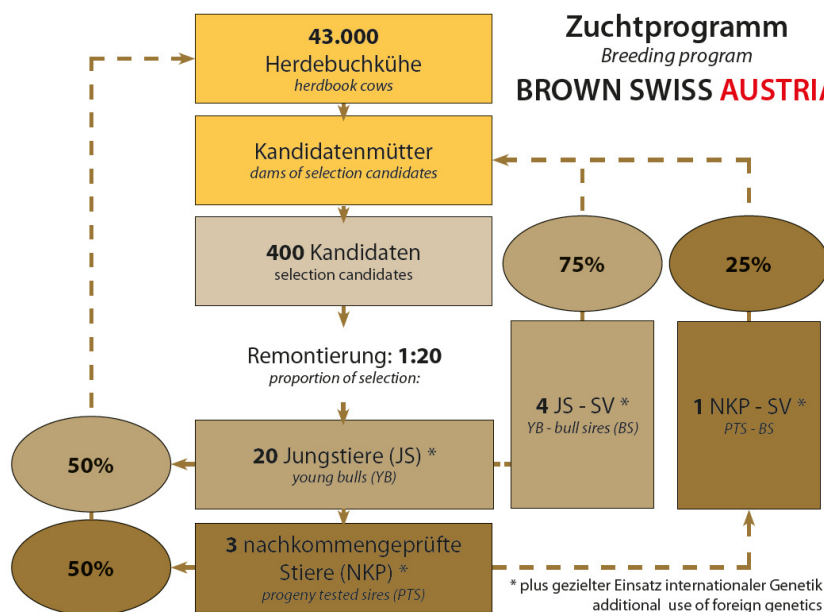 Zuchtprogramm
Breeding program
BROWN SWISS AUSTRIA
43.000
Herdebuchkühe
herdbook cows
Kandidatenmütter
dams of selection candidates
400 Kandidaten
selection candidates
75%
25%
Remontierung: 1:20
proportion of selection:
4 JS - SV *
YB - bull sires (BS)
1 NKP - SV *
PTS - BS
20 Jungstiere (JS) *
young bulls (YB)
50%
3 nachkommengeprüfte
Stiere (NKP) *
progeny tested sires (PTS)
50%
* plus gezielter Einsatz internationaler Genetik
additional use of foreign genetics